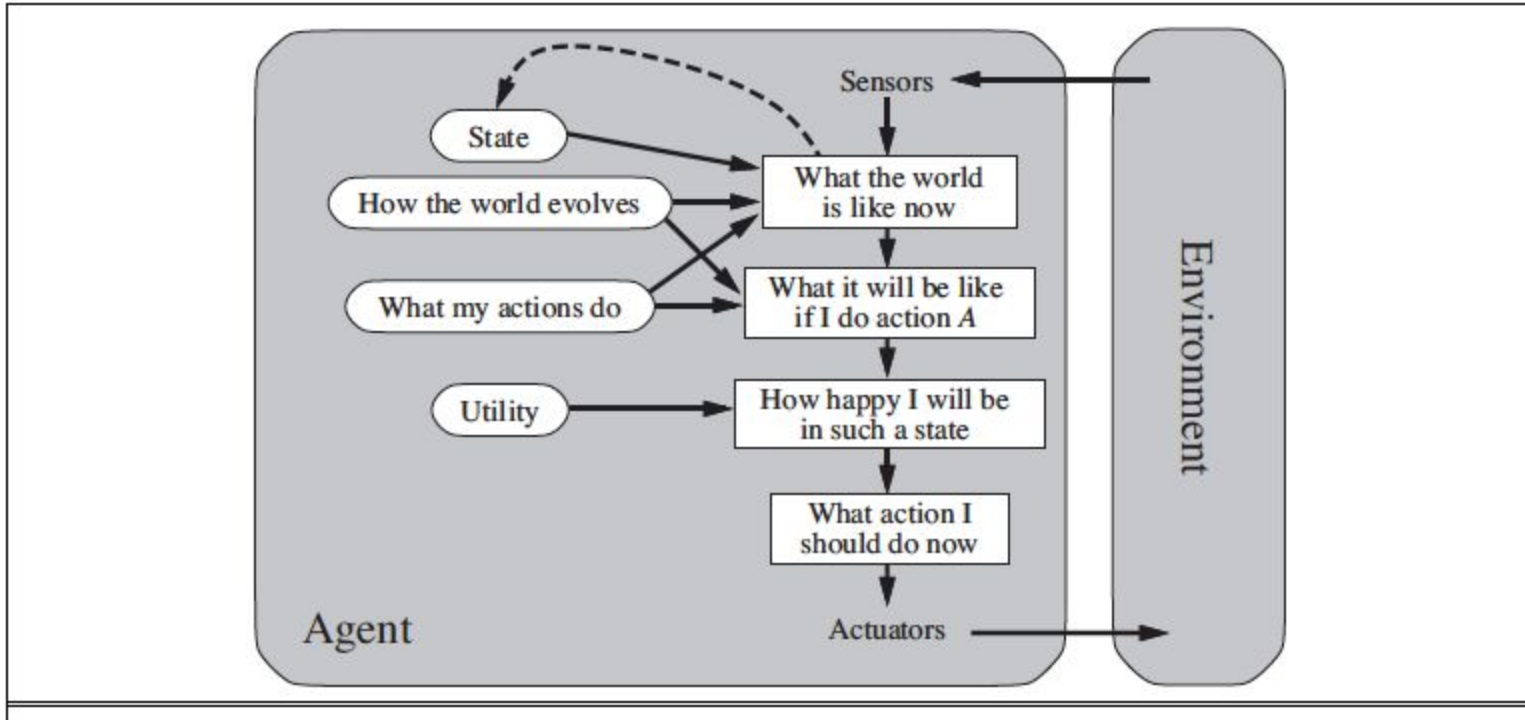 Sensors
State
What the world
is like now
How the world evolves
What my actions do
What it will be like
if I do action A
Utility
How happy I will be
in such a state
What action I
should do now
Agent
Actuators
Environment